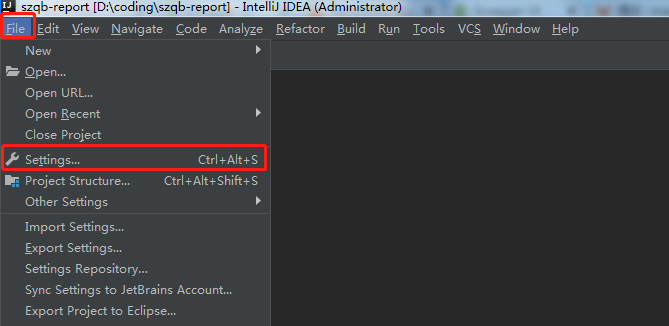 szqb-report [D:\coding\szqb-report] - IntelliJ IDEA (Administrator)
File Edit View Navigate Code Analyze Refactor Build Run Tools VCS Window Help
New
Open...
Open URL...
Open Recent
Close Project
Settings... Ctrl+Alt+S
Project Structure... Ctrl+Alt+Shift+S
Other Settings
Import Settings...
Export Settings...
Settings Repository...
Sync Settings to JetBrains Account...
Export Project to Eclipse...